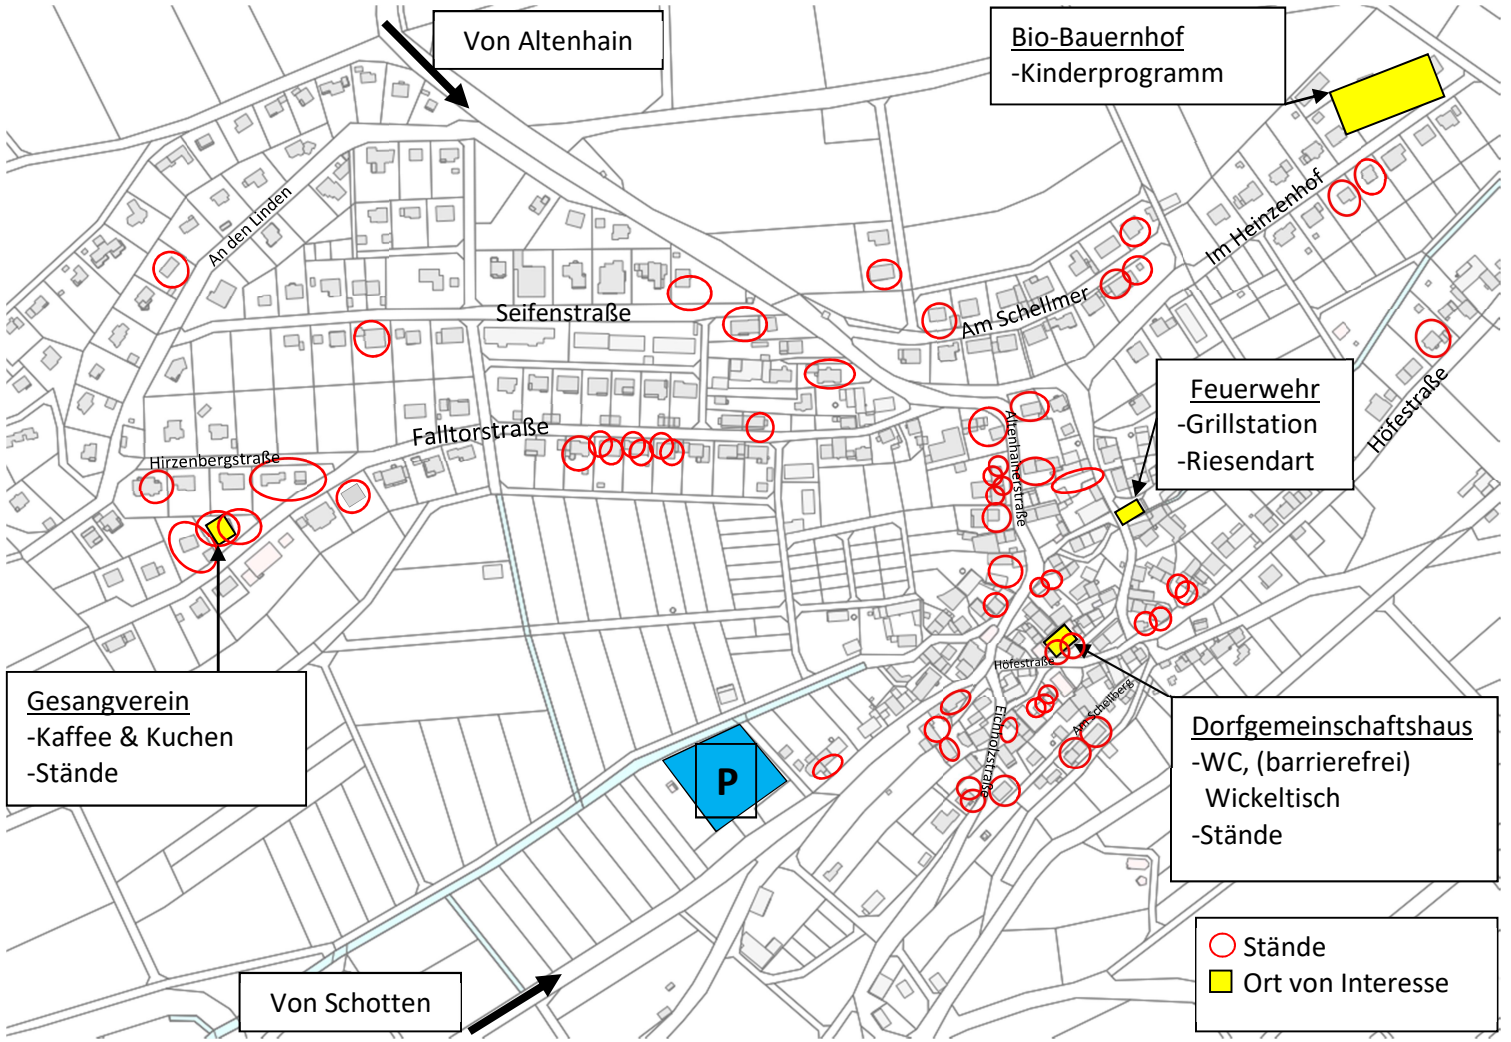 Von Altenhain
Bio-Bauernhof
-Kinderprogramm
An den Linden
Im Heinzenhof
Seifenstraße
Am Schellmer
Feuerwehr
-Grillstation
-Riesendart
Höfestraße
Falltorstraße
Altenhainerstraße
Hirzenbergstraße
Höfestraße
Gesangverein
-Kaffee & Kuchen
-Stände
Am Schellberg
Eichholzstraße
Dorfgemeinschaftshaus
-WC, (barrierefrei)
Wickeltisch
-Stände
P
Stände
Ort von Interesse
Von Schotten